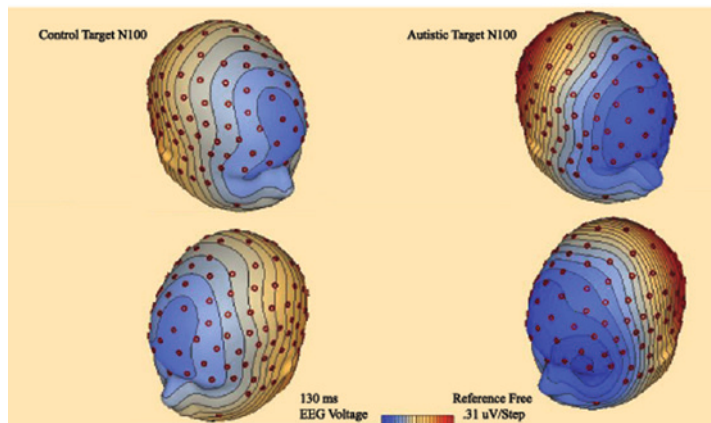 Control Target N100
Autistic Target N100
130 ms
EEG Voltage
Reference Free
.31 uV/Step